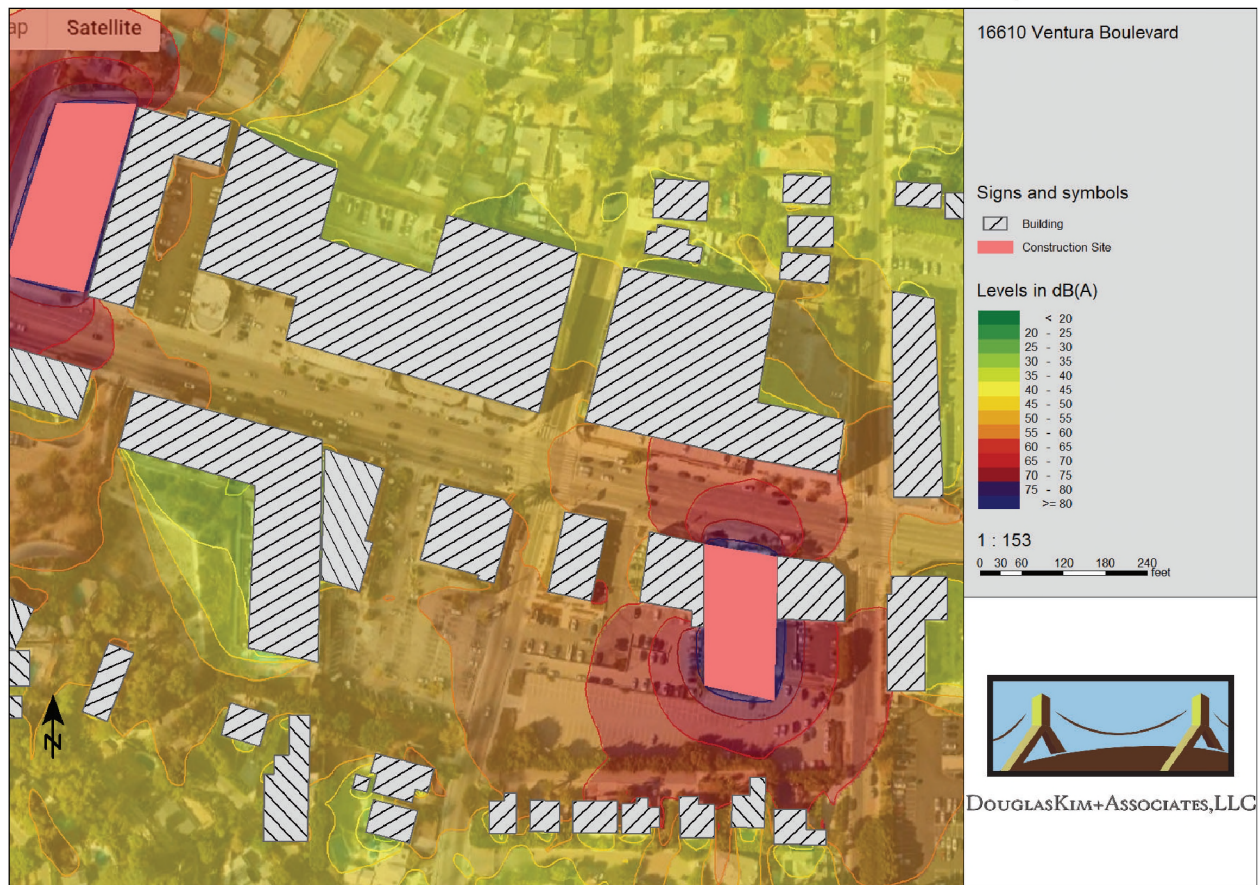 ap Satellite
16610 Ventura Boulevard
Signs and symbols
Building
Construction Site
Levels in dB(A)
< 20
20 - 25
25 - 30
30 - 35
35 - 40
40 - 45
45 - 50
50 - 55
55 - 60
60 - 65
65 - 70
70 - 75
75 - 80
>= 80
1 : 153
0 30 60 120 180 240
feet
N
DOUGLASKIM+ASSOCIATES,LLC